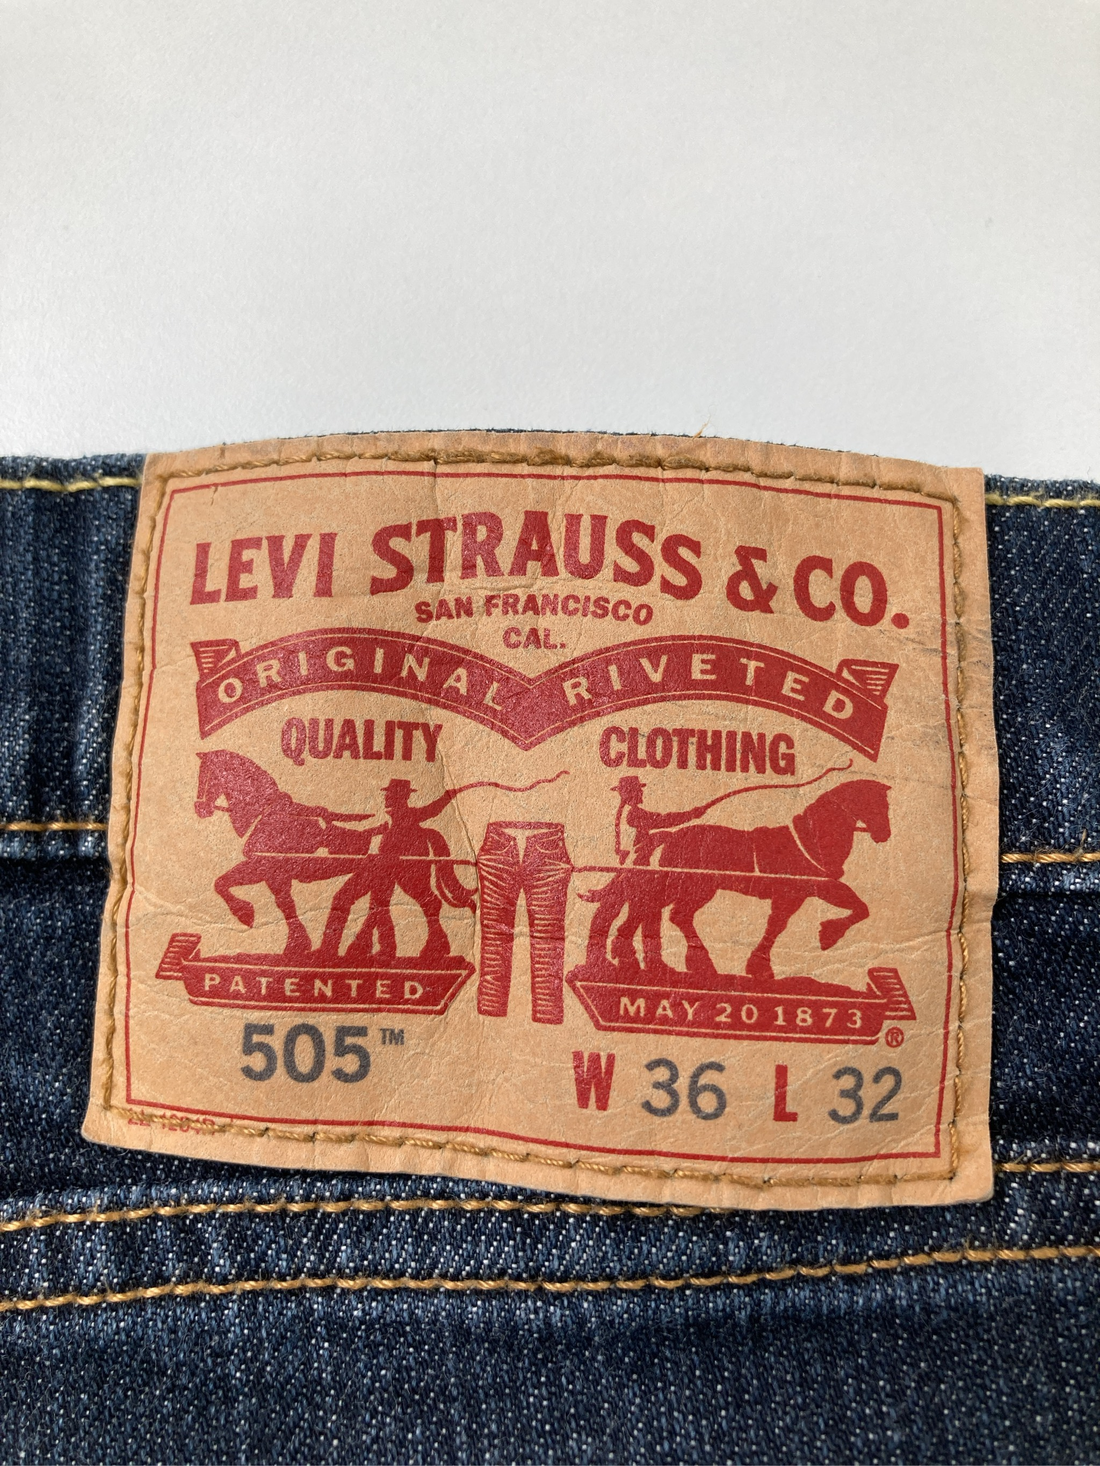 LEVI STRAUSS & CO.
SAN FRANCISCO
CAL.
ORIGINAL RIVETED
QUALITY CLOTHING
PATENTED MAY 20 1873 ®
505™ W 36 L 32